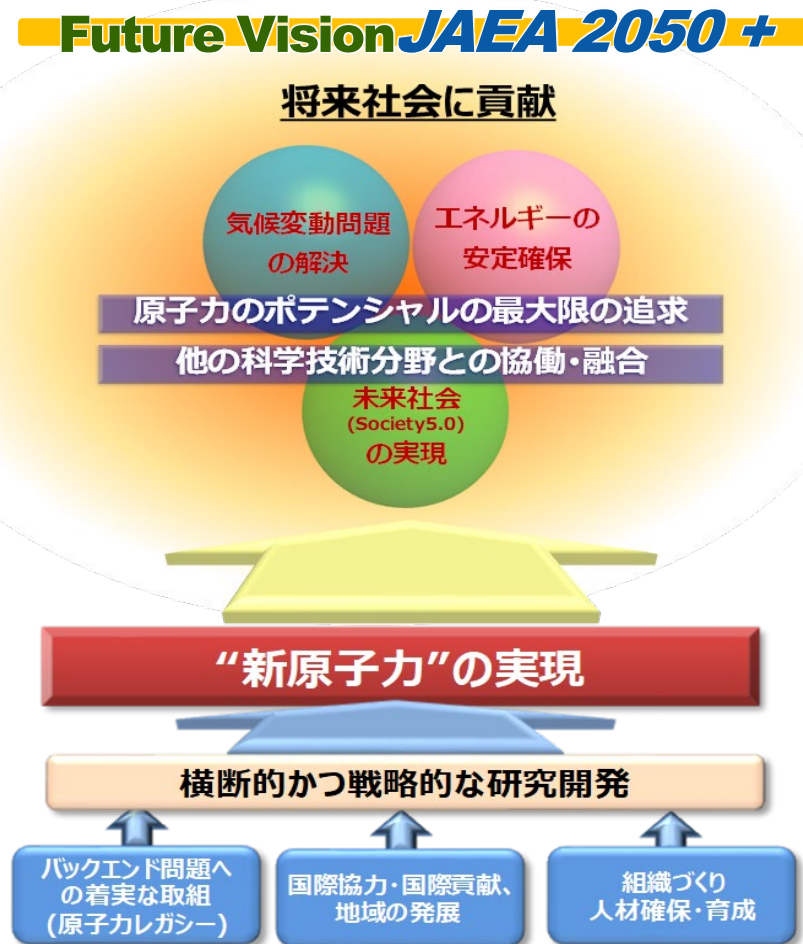 Future Vision JAEA 2050 +
将来社会に貢献
気候変動問題
の解決
エネルギーの
安定確保
原子力のポテンシャルの最大限の追求
他の科学技術分野との協働・融合
未来社会
(Society5.0)
の実現
“新原子力”の実現
横断的かつ戦略的な研究開発
バックエンド問題へ
の着実な取組
(原子力レガシー)
国際協力・国際貢献、
地域の発展
組織づくり
人材確保・育成